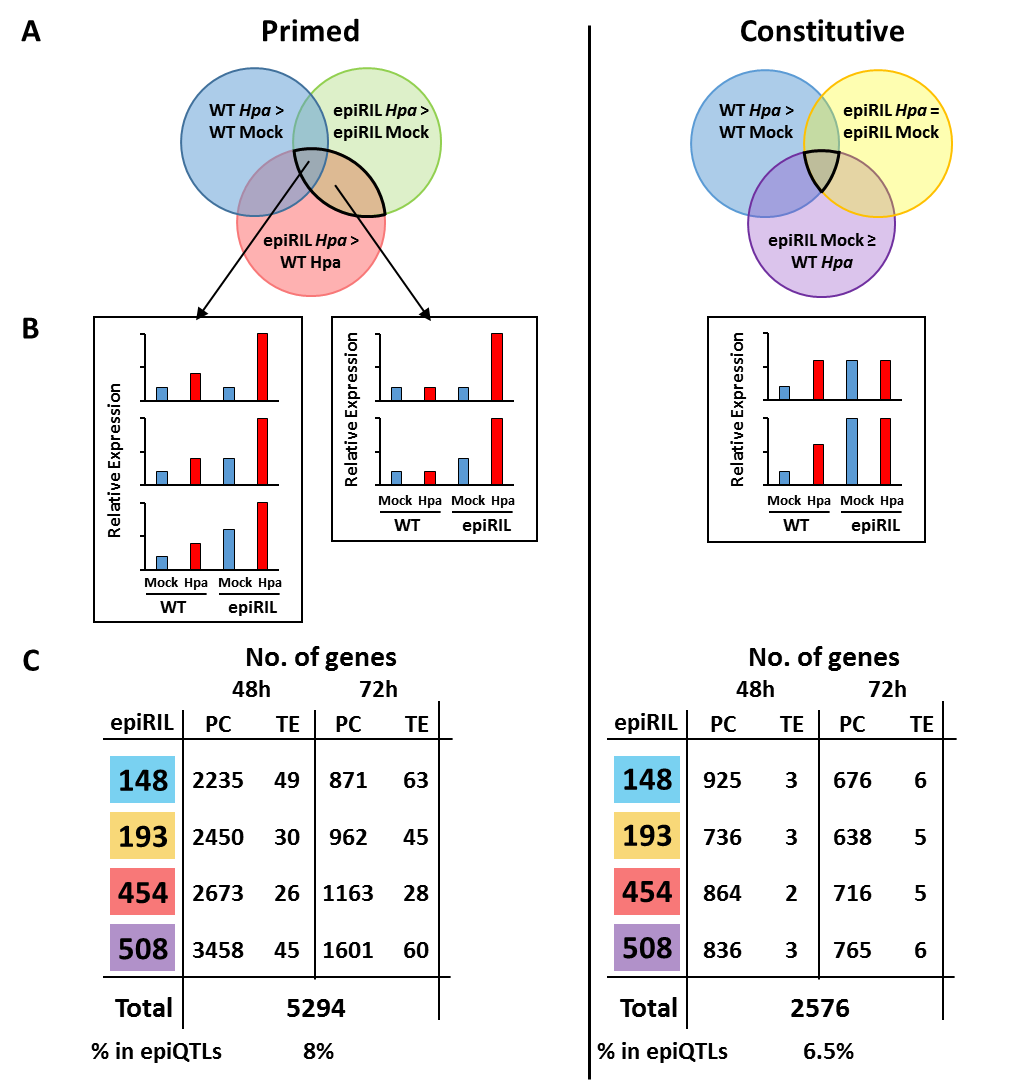 A
Primed
Constitutive
WT Hpa >
WT Mock
epiRIL Hpa >
epiRIL Mock
epiRIL Hpa >
WT Hpa
WT Hpa >
WT Mock
epiRIL Hpa =
epiRIL Mock
epiRIL Mock ≥
WT Hpa
B
Relative Expression
Mock Hpa Mock Hpa
WT epiRIL
Relative Expression
Mock Hpa Mock Hpa
WT epiRIL
Relative Expression
Mock Hpa Mock Hpa
WT epiRIL
C
No. of genes
48h 72h
epiRIL PC TE PC TE
148 2235 49 871 63
193 2450 30 962 45
454 2673 26 1163 28
508 3458 45 1601 60
Total 5294
% in epiQTLs 8%
No. of genes
48h 72h
epiRIL PC TE PC TE
148 925 3 676 6
193 736 3 638 5
454 864 2 716 5
508 836 3 765 6
Total 2576
% in epiQTLs 6.5%